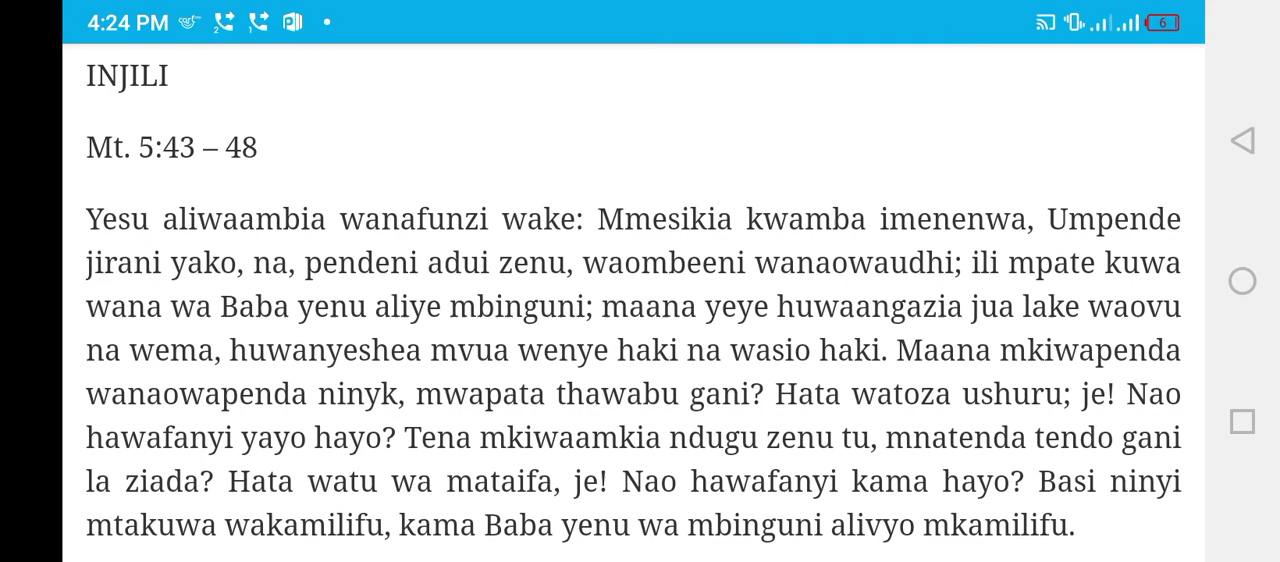 4:24 PM
2
1
6
INJILI
Mt. 5:43 – 48
Yesu aliwaambia wanafunzi wake: Mmesikia kwamba imenenwa, Umpende
jirani yako, na, pendeni adui zenu, waombeeni wanaowaudhi; ili mpate kuwa
wana wa Baba yenu aliye mbinguni; maana yeye huwaangazia jua lake waovu
na wema, huwanyeshea mvua wenye haki na wasio haki. Maana mkiwapenda
wanaowapenda ninyk, mwapata thawabu gani? Hata watoza ushuru; je! Nao
hawafanyi yayo hayo? Tena mkiwaamkia ndugu zenu tu, mnatenda tendo gani
la ziada? Hata watu wa mataifa, je! Nao hawafanyi kama hayo? Basi ninyi
mtakuwa wakamilifu, kama Baba yenu wa mbinguni alivyo mkamilifu.